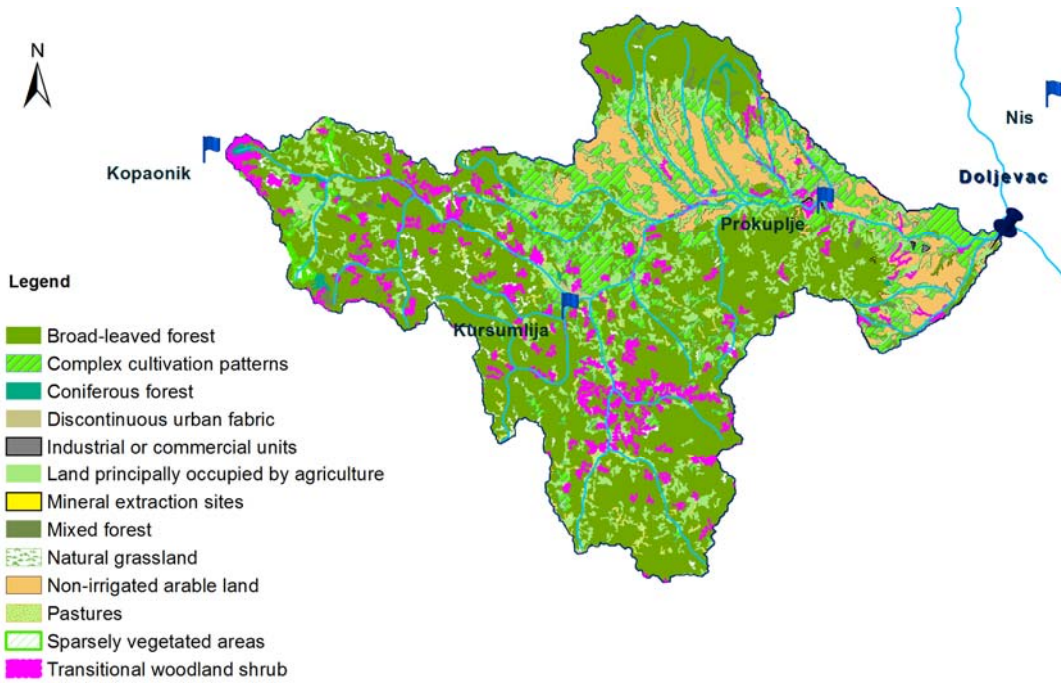 N
Nis
Kopaonik
Doljevac
Prokuplje
Kursumlija
Legend
Broad-leaved forest
Complex cultivation patterns
Coniferous forest
Discontinuous urban fabric
Industrial or commercial units
Land principally occupied by agriculture
Mineral extraction sites
Mixed forest
Natural grassland
Non-irrigated arable land
Pastures
Sparsely vegetated areas
Transitional woodland shrub